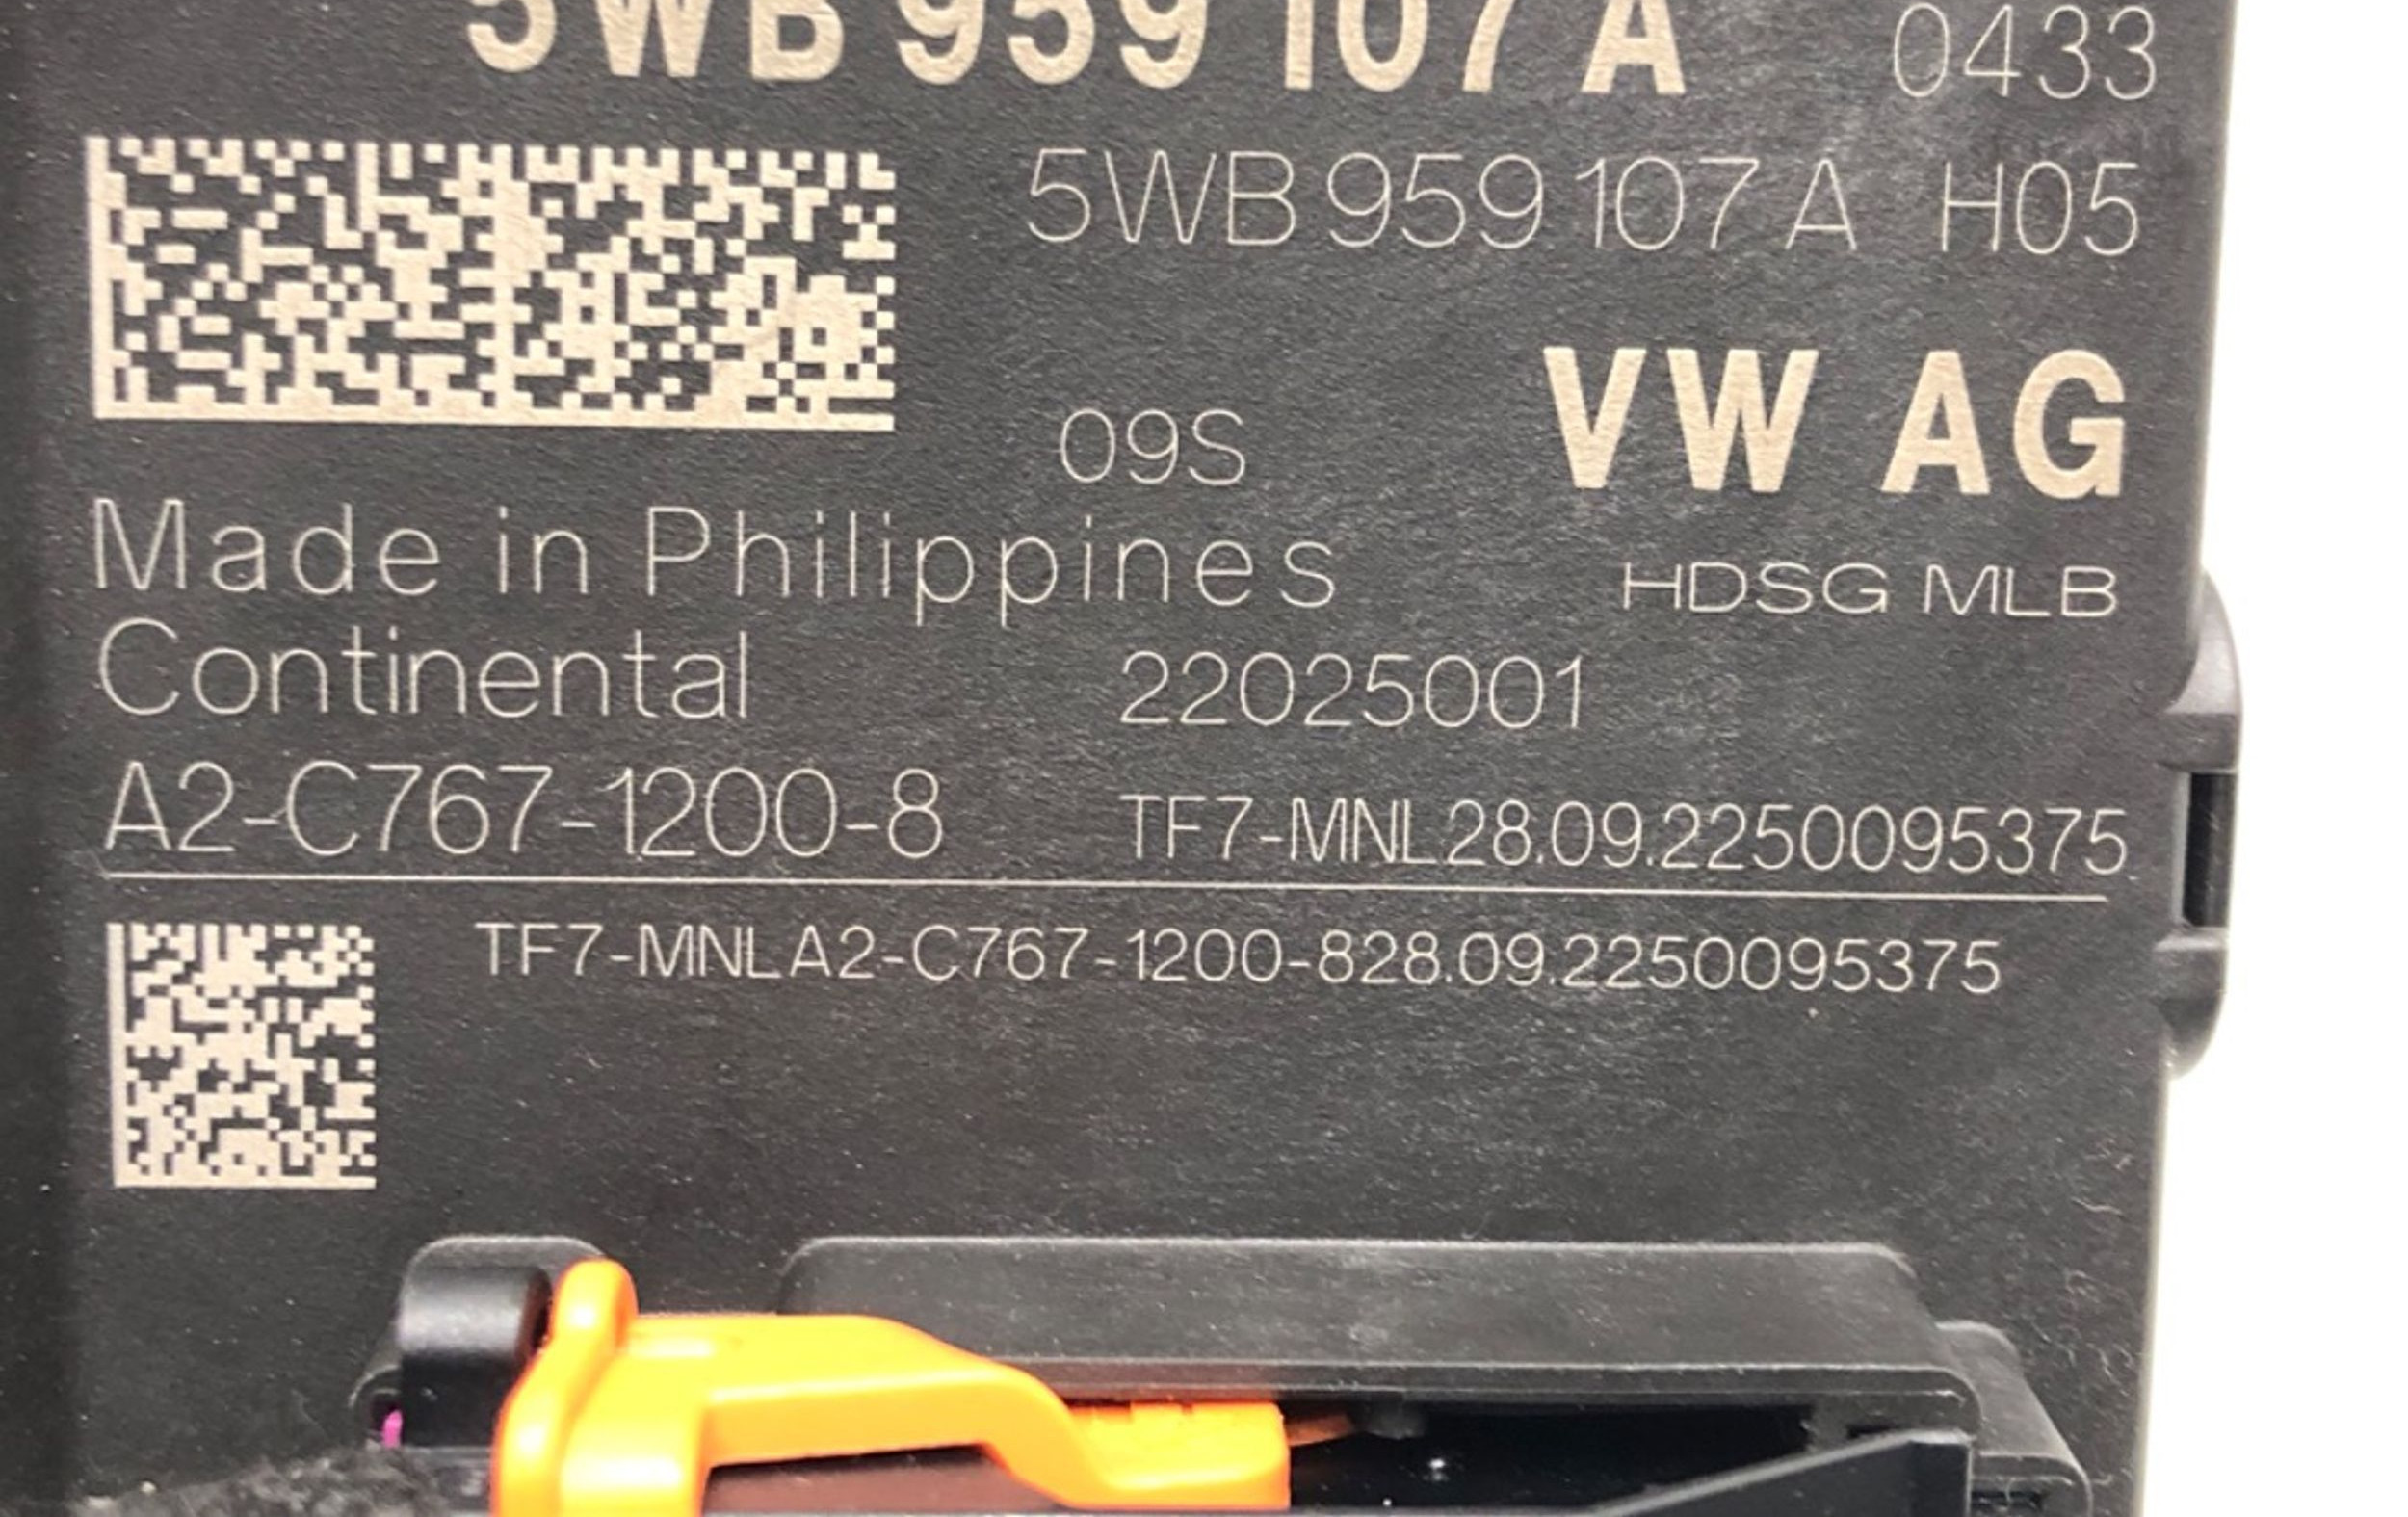 5WB 959 107 A 0433
5WB 959 107 A H05
VW AG
09S
Made in Philippines
HDSG MLB
Continental 22025001
A2-C767-1200-8 TF7-MNL28.09.2250095375
TF7-MNLA2-C767-1200-828.09.2250095375